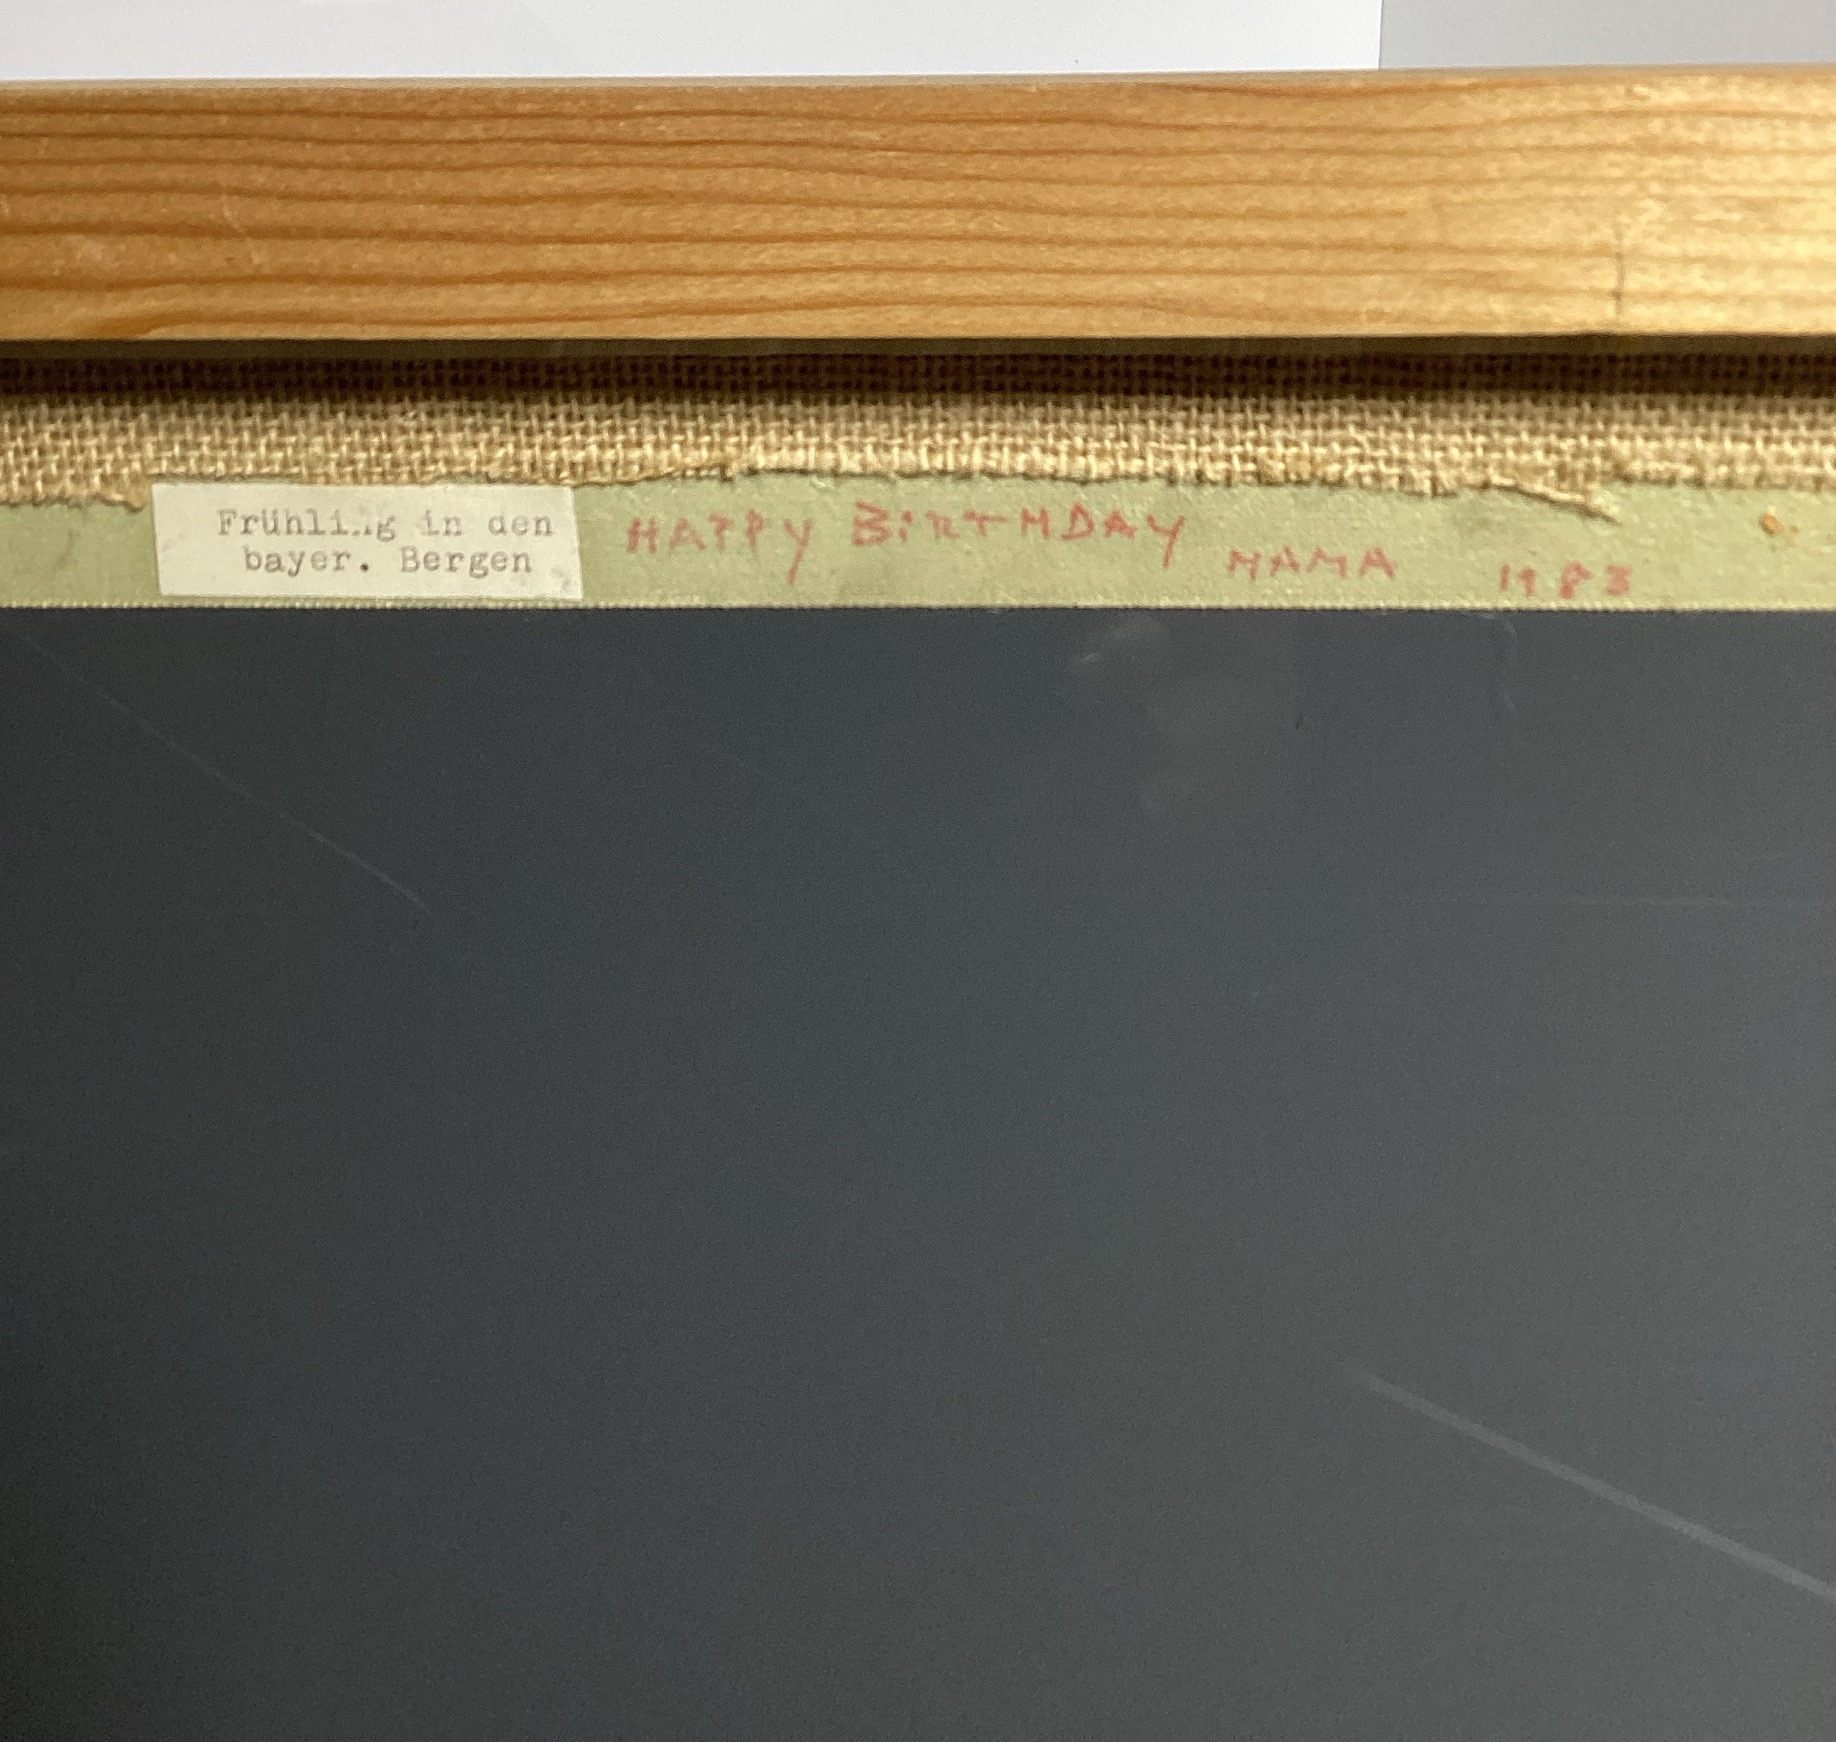 Frühling in den
bayer. Bergen
HAPPY BiRTHDAY
MAMA 1983